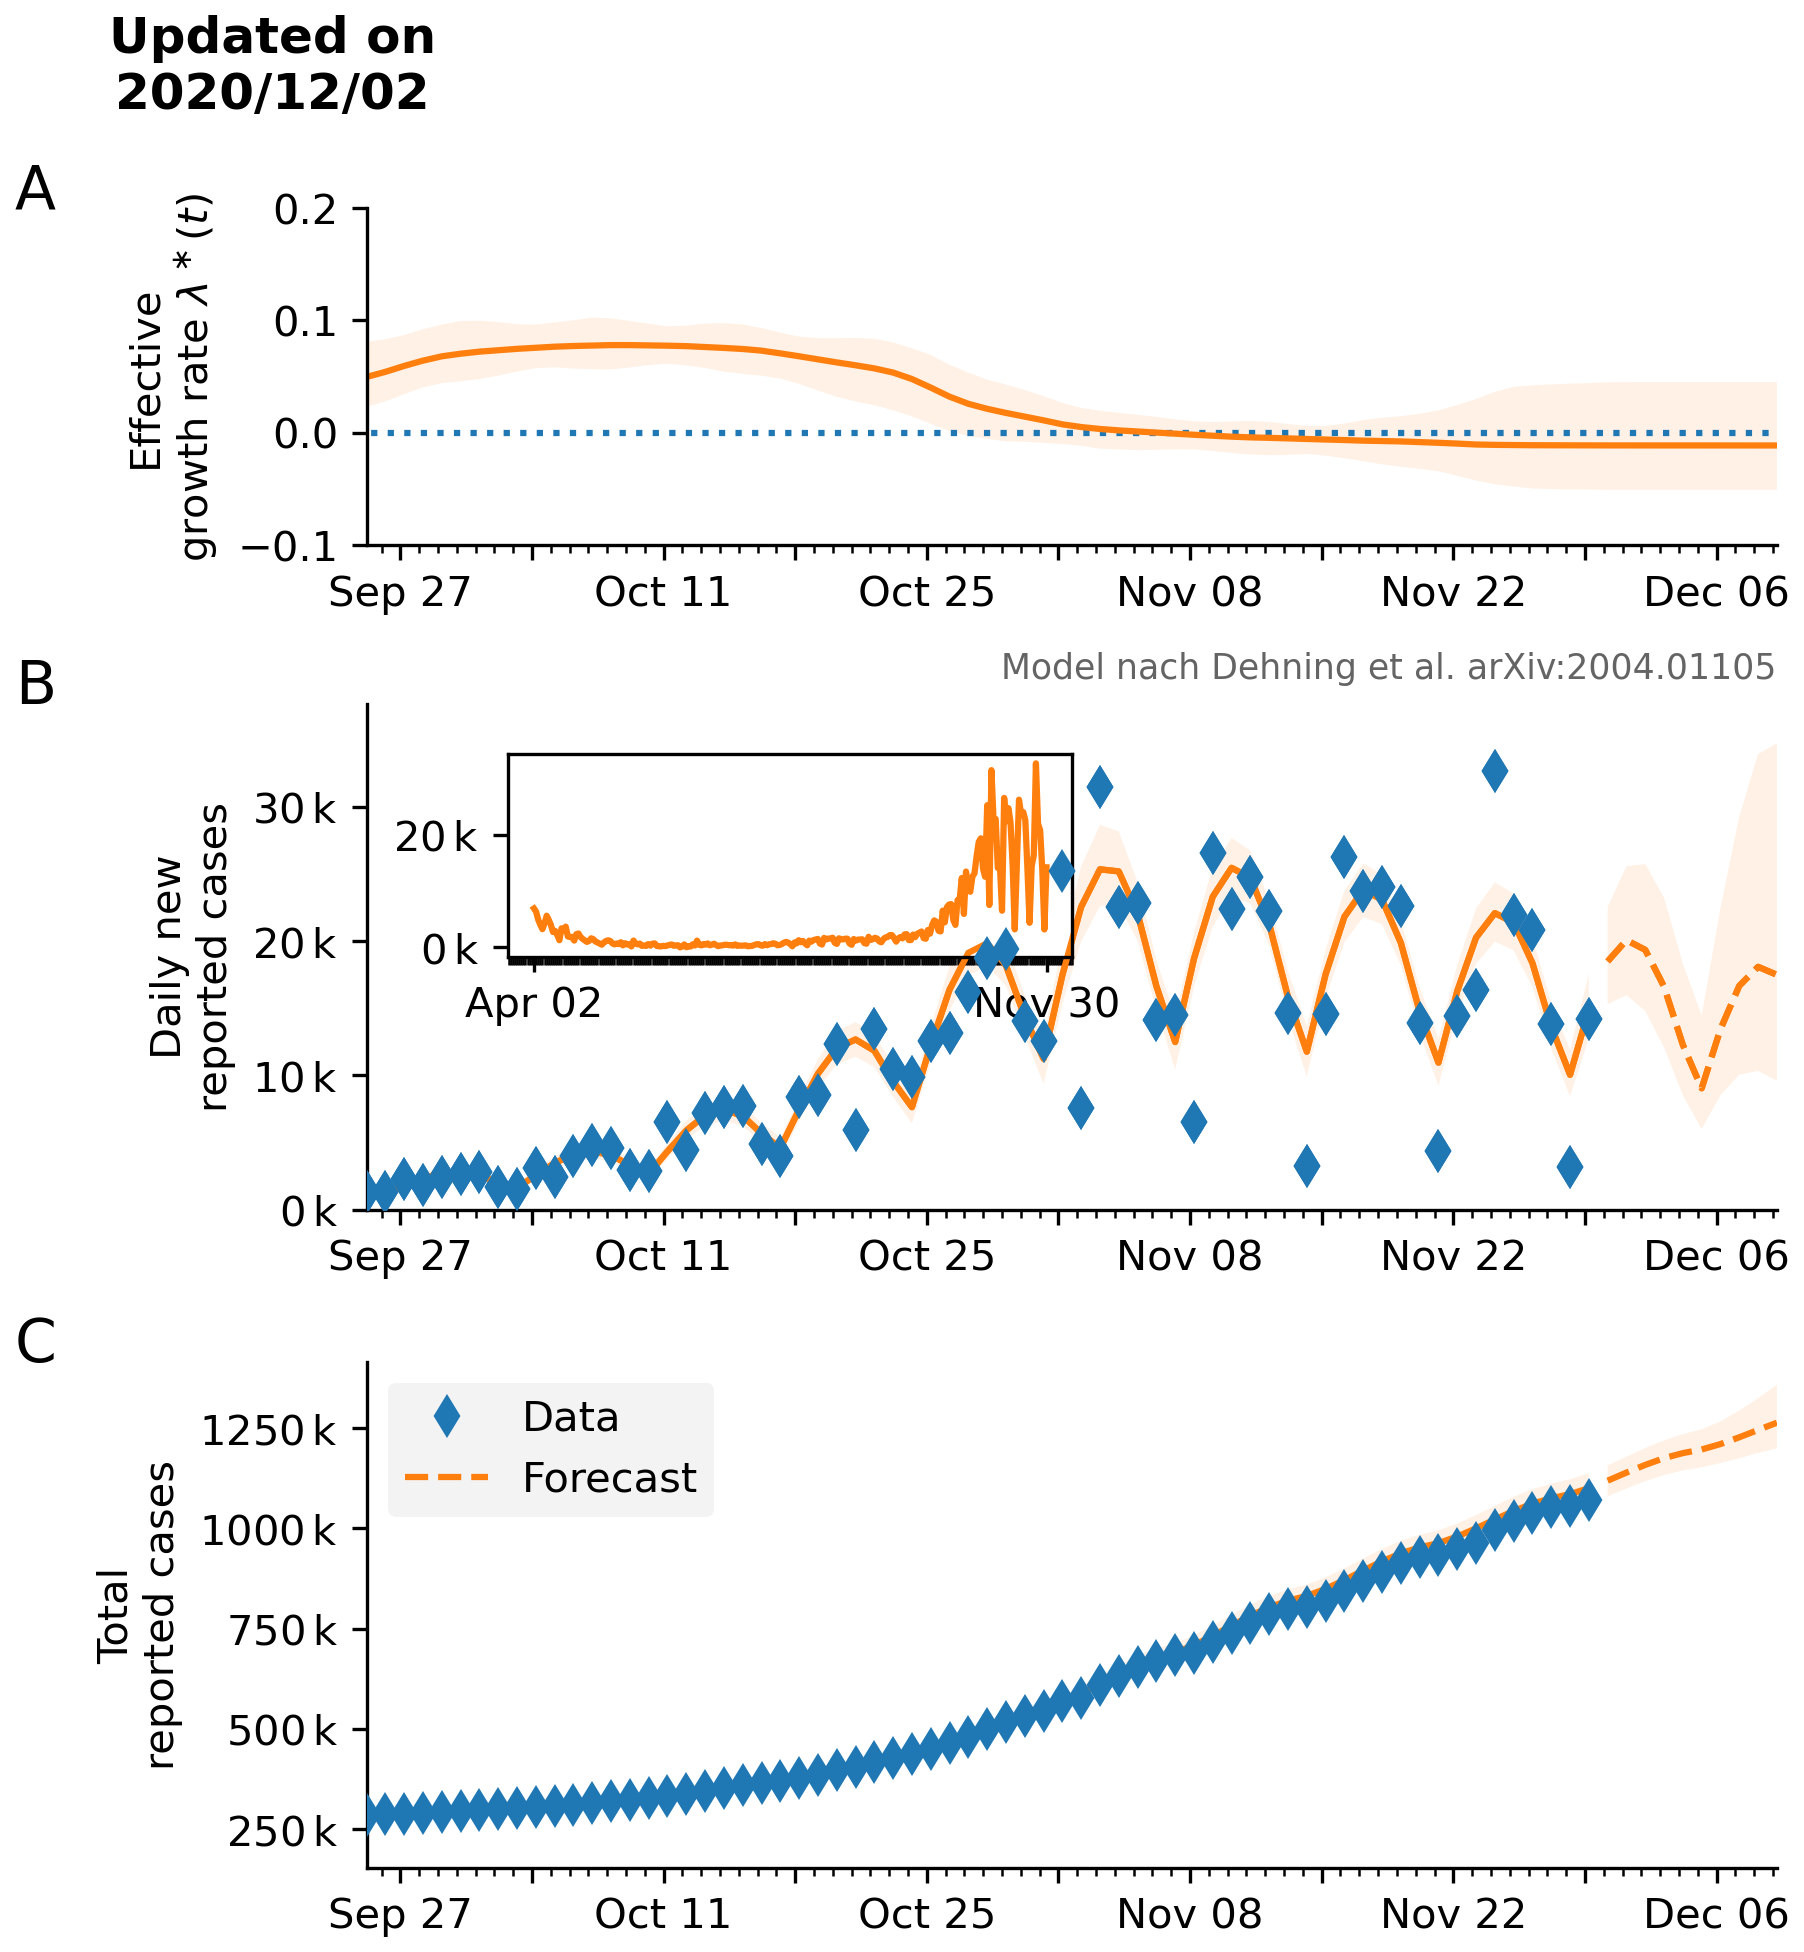 Updated on
2020/12/02
A
Effective
growth rate λ * (t)
0.2
0.1
0.0
−0.1
Sep 27
Oct 11
Oct 25
Nov 08
Nov 22
Dec 06
Model nach Dehning et al. arXiv:2004.01105
B
Daily new
reported cases
30 k
20 k
10 k
0 k
20 k
0 k
Apr 02
Nov 30
Sep 27
Oct 11
Oct 25
Nov 08
Nov 22
Dec 06
C
Total
reported cases
1250 k
1000 k
750 k
500 k
250 k
Data
Forecast
Sep 27
Oct 11
Oct 25
Nov 08
Nov 22
Dec 06